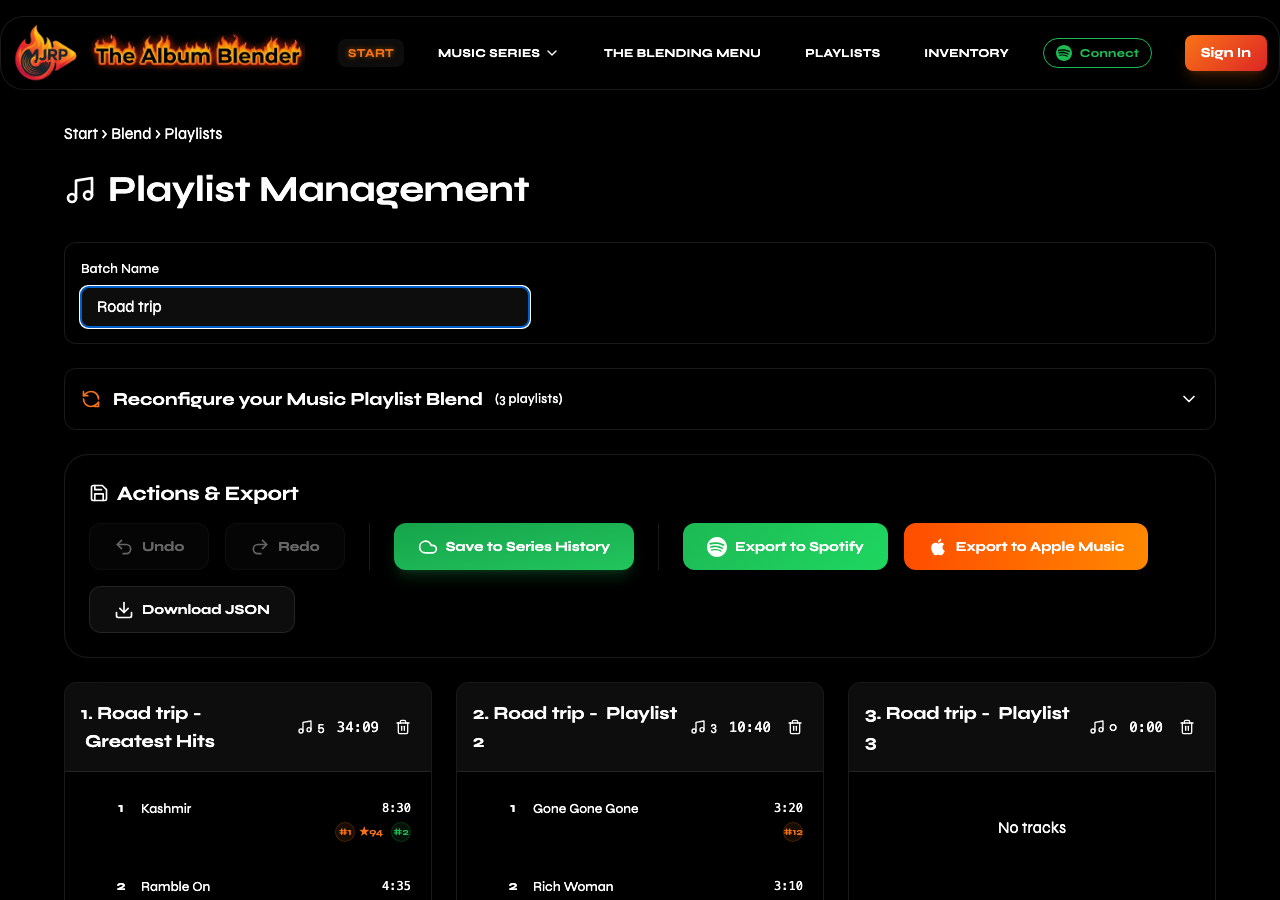 JRP The Album Blender START MUSIC SERIES THE BLENDING MENU PLAYLISTS INVENTORY Connect Sign In
Start › Blend › Playlists
Playlist Management
Batch Name
Road trip
Reconfigure your Music Playlist Blend (3 playlists)
Actions & Export
Undo Redo Save to Series History Export to Spotify Export to Apple Music
Download JSON
1. Road trip -
Greatest Hits
5 34:09
1 Kashmir 8:30
#1 ★94 #2
2 Ramble On 4:35
2. Road trip - Playlist
2
3 10:40
1 Gone Gone Gone 3:20
#12
2 Rich Woman 3:10
3. Road trip - Playlist
3
0 0:00
No tracks